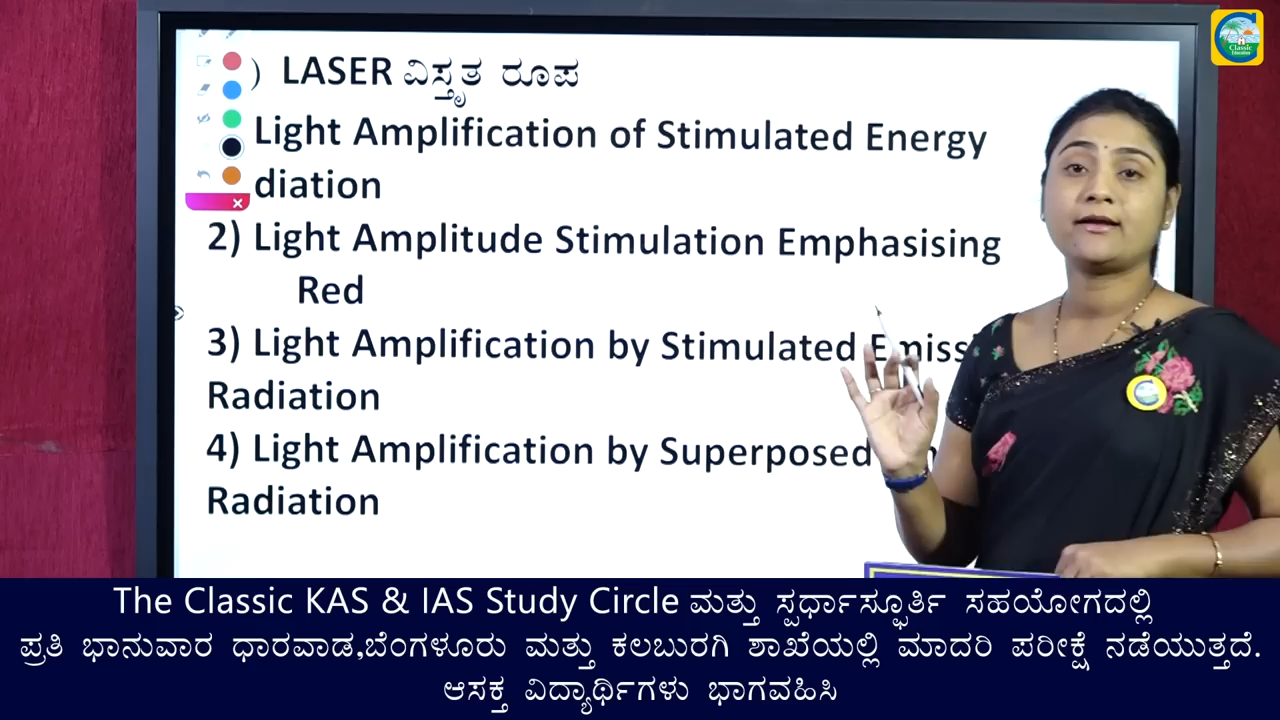 ) LASER ವಿಸ್ತೃತ ರೂಪ
Light Amplification of Stimulated Energy
diation
2) Light Amplitude Stimulation Emphasising
Red
3) Light Amplification by Stimulated
Radiation
4) Light Amplification by Superposed
Radiation
Classic
Education
The Classic KAS & IAS Study Circle ಮತ್ತು ಸ್ಪರ್ಧಾಸ್ಫೂರ್ತಿ ಸಹಯೋಗದಲ್ಲಿ
ಪ್ರತಿ ಭಾನುವಾರ ಧಾರವಾಡ,ಬೆಂಗಳೂರು ಮತ್ತು ಕಲಬುರಗಿ ಶಾಖೆಯಲ್ಲಿ ಮಾದರಿ ಪರೀಕ್ಷೆ ನಡೆಯುತ್ತದೆ.
ಆಸಕ್ತ ವಿದ್ಯಾರ್ಥಿಗಳು ಭಾಗವಹಿಸಿ